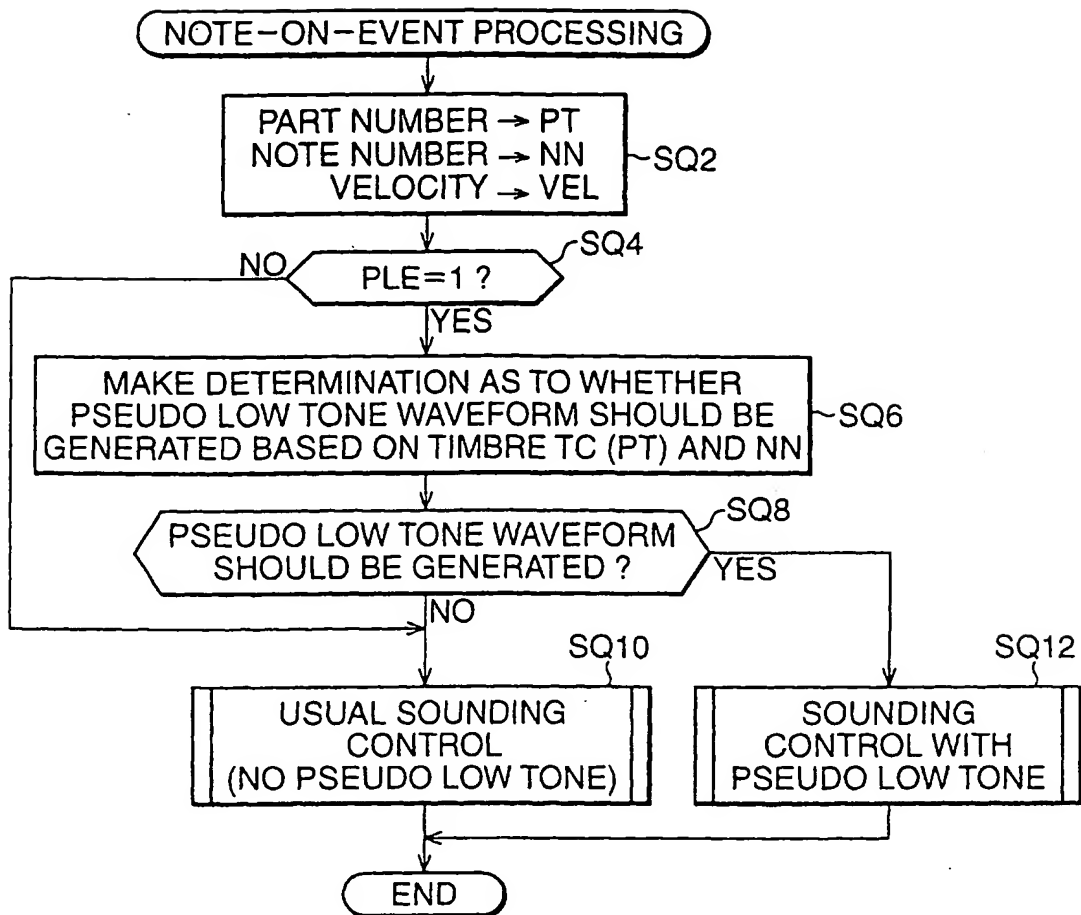 NOTE-ON-EVENT PROCESSING
PART NUMBER → PT
NOTE NUMBER → NN
VELOCITY → VEL
SQ2
SQ4
NO
PLE=1 ?
YES
MAKE DETERMINATION AS TO WHETHER
PSEUDO LOW TONE WAVEFORM SHOULD BE
GENERATED BASED ON TIMBRE TC (PT) AND NN
SQ6
SQ8
PSEUDO LOW TONE WAVEFORM
SHOULD BE GENERATED ?
YES
NO
SQ10
USUAL SOUNDING
CONTROL
(NO PSEUDO LOW TONE)
SQ12
SOUNDING
CONTROL WITH
PSEUDO LOW TONE
END